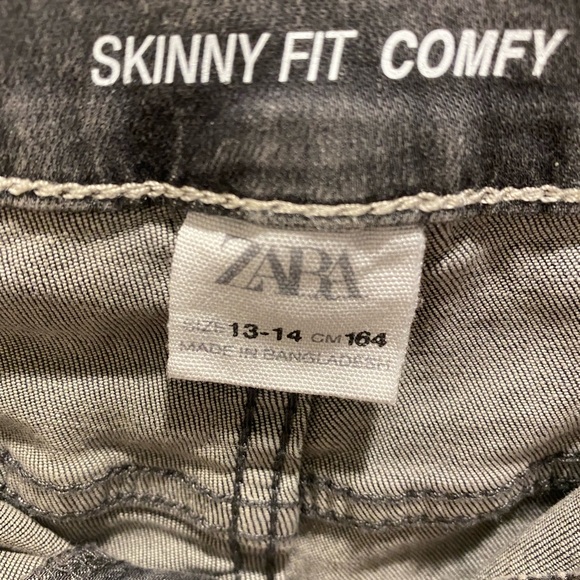 SKINNY FIT COMFY
ZARA
SIZE 13-14 CM 164
MADE IN BANGLADESH